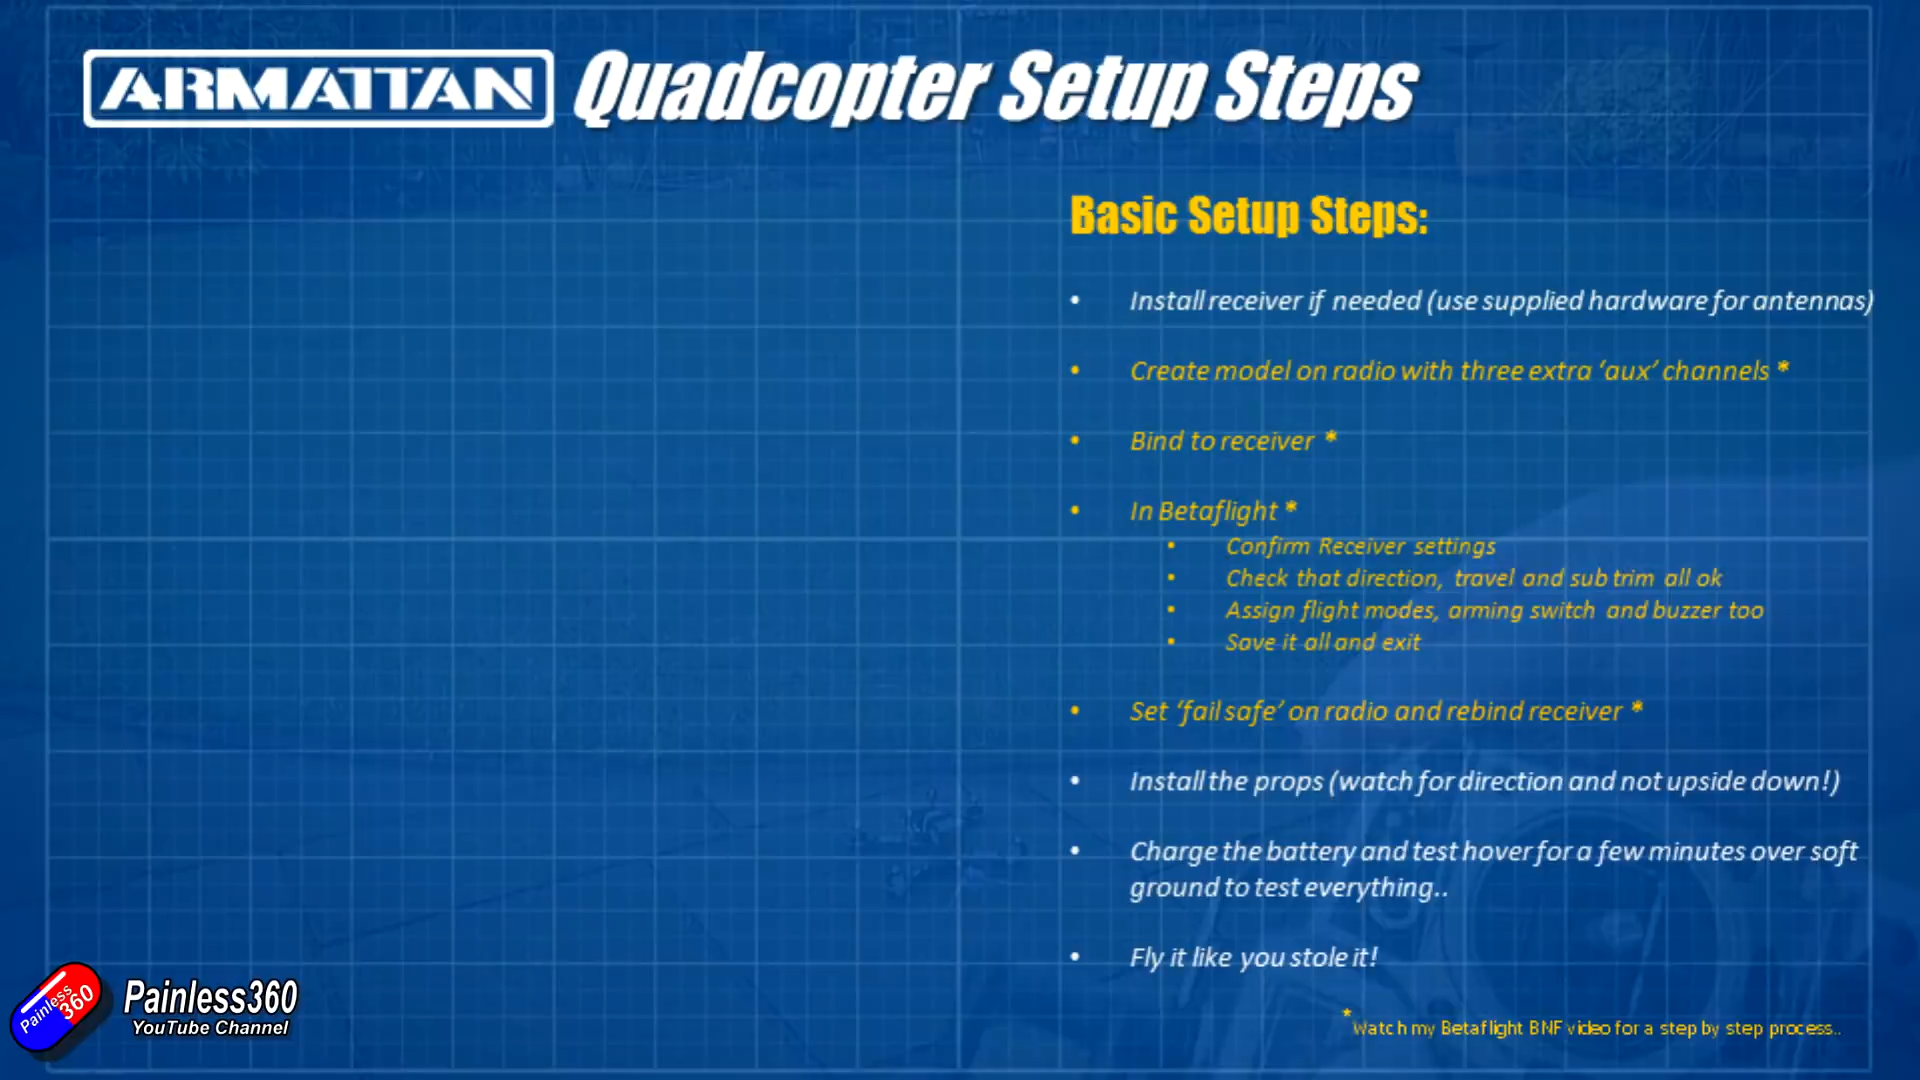 ARMATTAN Quadcopter Setup Steps
Basic Setup Steps:
• Install receiver if needed (use supplied hardware for antennas)
• Create model on radio with three extra ‘aux’ channels *
• Bind to receiver *
• In Betaflight *
• Confirm Receiver settings
• Check that direction, travel and sub trim all ok
• Assign flight modes, arming switch and buzzer too
• Save it all and exit
• Set ‘fail safe’ on radio and rebind receiver *
• Install the props (watch for direction and not upside down!)
• Charge the battery and test hover for a few minutes over soft
ground to test everything..
• Fly it like you stole it!
*Watch my Betaflight BNF video for a step by step process..
Painless
360
Painless360
YouTube Channel